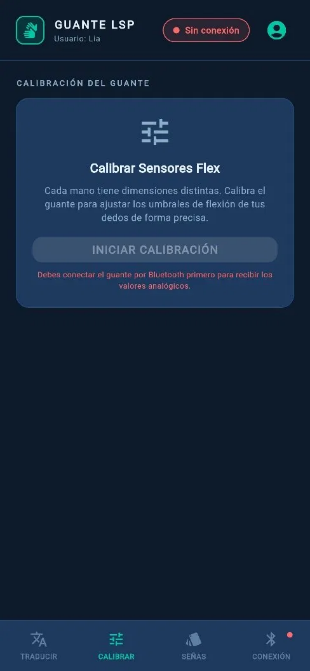 GUANTE LSP
Usuario: Lia
Sin conexión
CALIBRACIÓN DEL GUANTE
Calibrar Sensores Flex
Cada mano tiene dimensiones distintas. Calibra el
guante para ajustar los umbrales de flexión de tus
dedos de forma precisa.
INICIAR CALIBRACIÓN
Debes conectar el guante por Bluetooth primero para recibir los
valores analógicos.
TRADUCIR
CALIBRAR
SEÑAS
CONEXIÓN